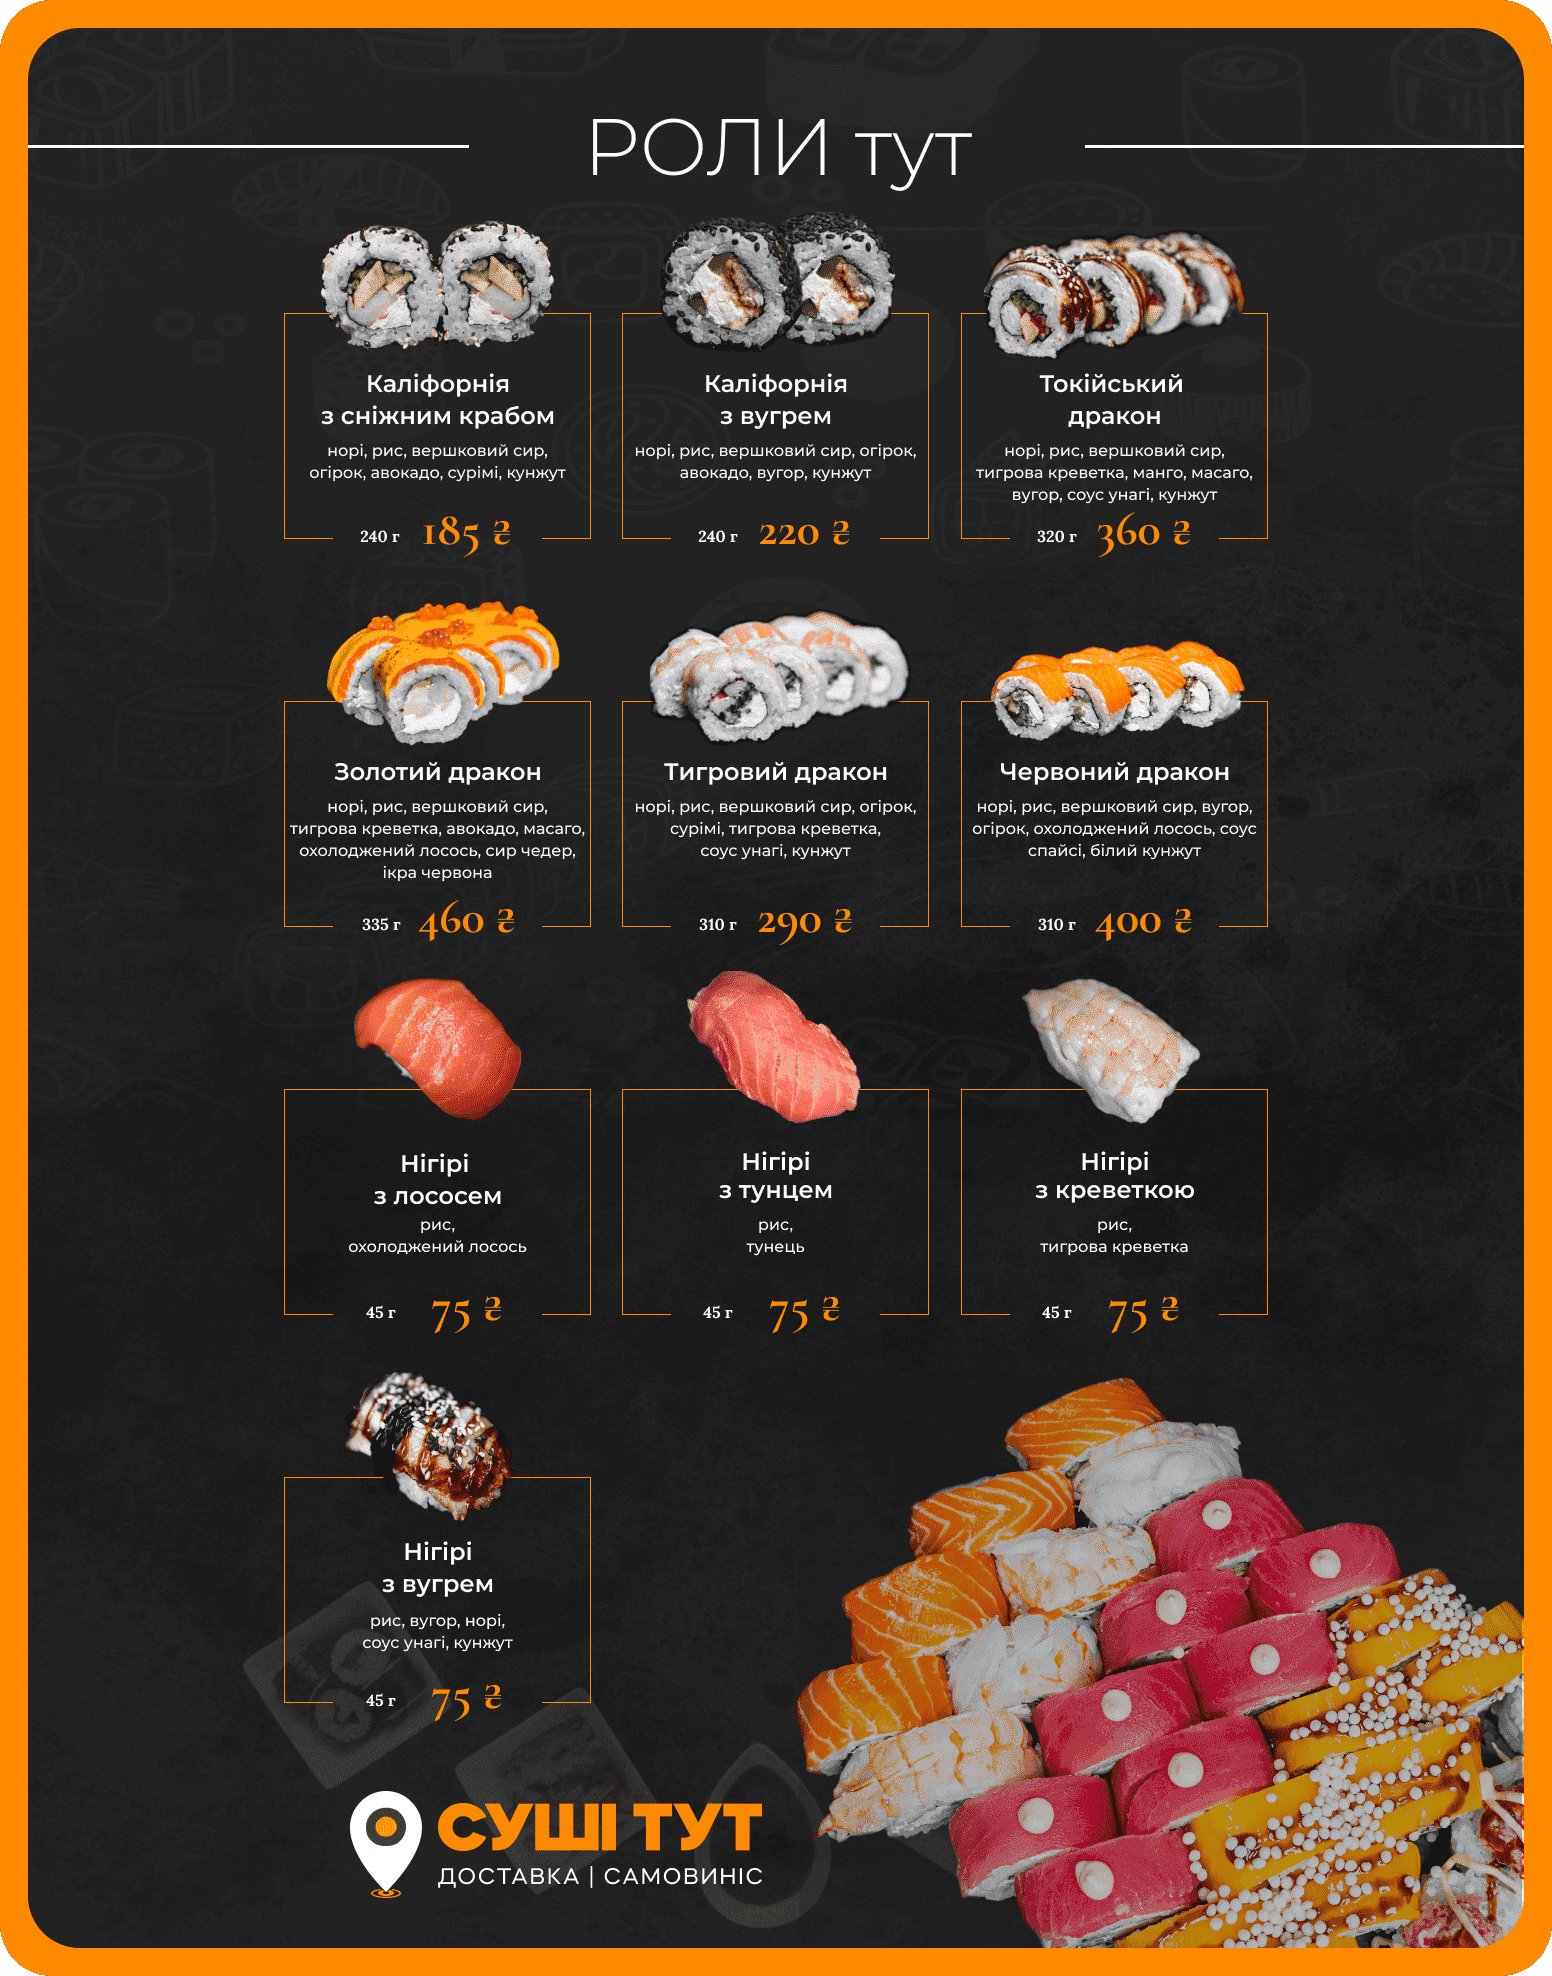 РОЛИ тут
Каліфорнія
з сніжним крабом
норі, рис, вершковий сир,
огірок, авокадо, сурімі, кунжут
240 г 185 ₴
Каліфорнія
з вугрем
норі, рис, вершковий сир, огірок,
авокадо, вугор, кунжут
240 г 220 ₴
Токійський
дракон
норі, рис, вершковий сир,
тигрова креветка, манго, масаго,
вугор, соус унагі, кунжут
320 г 360 ₴
Золотий дракон
норі, рис, вершковий сир,
тигрова креветка, авокадо, масаго,
охолоджений лосось, сир чедер,
ікра червона
335 г 460 ₴
Тигровий дракон
норі, рис, вершковий сир, огірок,
сурімі, тигрова креветка,
соус унагі, кунжут
310 г 290 ₴
Червоний дракон
норі, рис, вершковий сир, вугор,
огірок, охолоджений лосось, соус
спайсі, білий кунжут
310 г 400 ₴
Нігірі
з лососем
рис,
охолоджений лосось
45 г 75 ₴
Нігірі
з тунцем
рис,
тунець
45 г 75 ₴
Нігірі
з креветкою
рис,
тигрова креветка
45 г 75 ₴
Нігірі
з вугрем
рис, вугор, норі,
соус унагі, кунжут
45 г 75 ₴
СУШІ ТУТ
ДОСТАВКА | САМОВИНІС